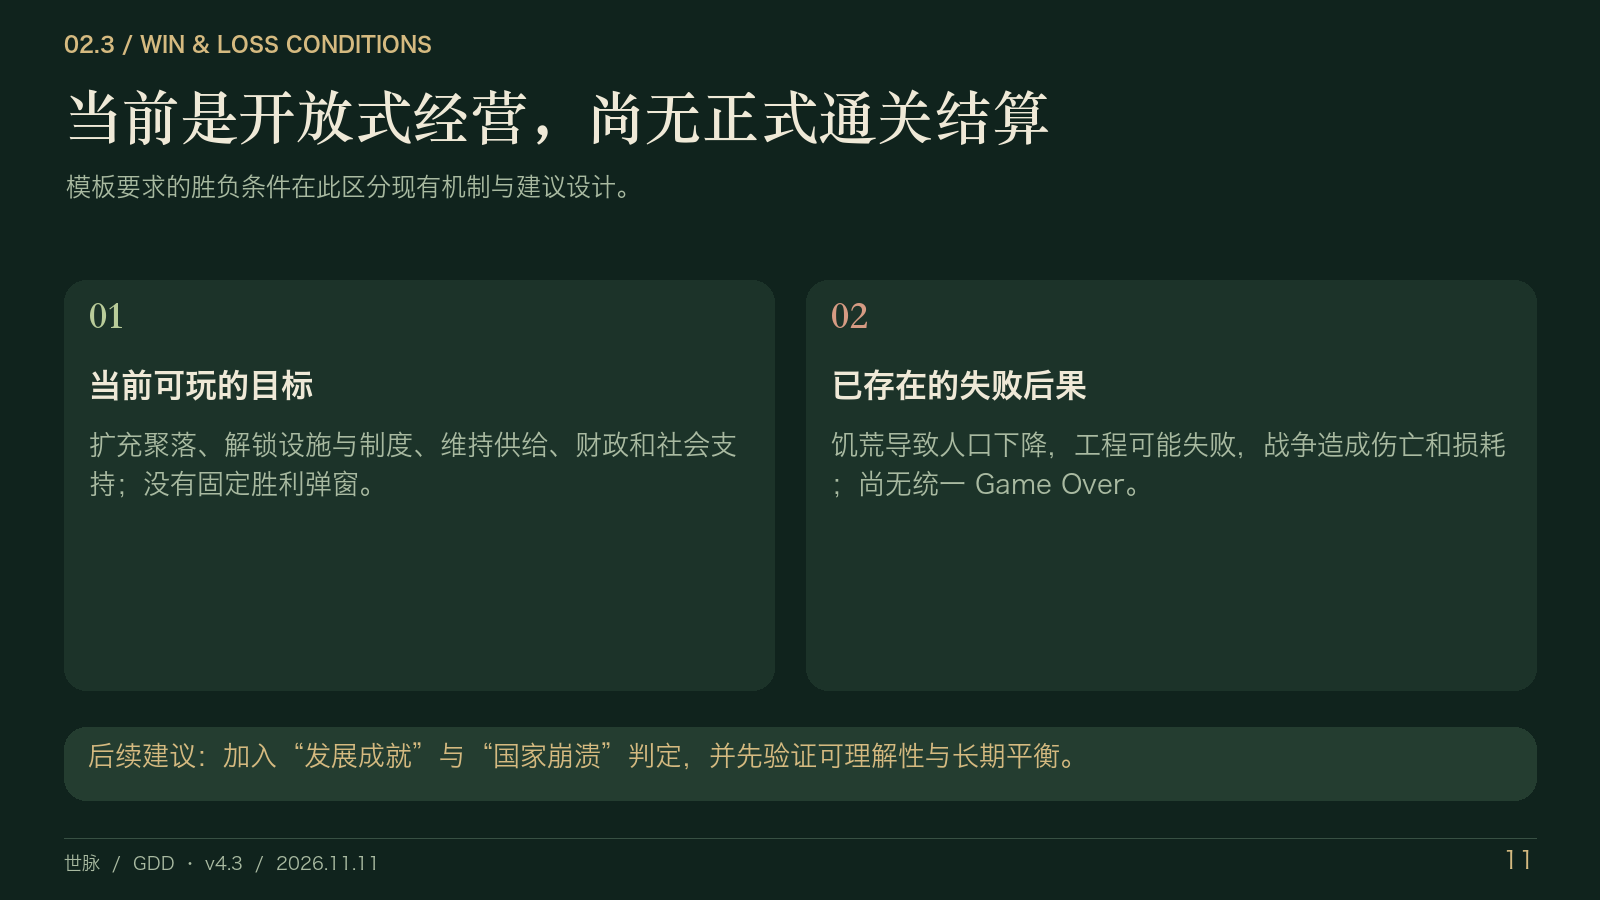 02.3 / WIN & LOSS CONDITIONS
当前是开放式经营，尚无正式通关结算
模板要求的胜负条件在此区分现有机制与建议设计。
01
当前可玩的目标
扩充聚落、解锁设施与制度、维持供给、财政和社会支
持；没有固定胜利弹窗。
02
已存在的失败后果
饥荒导致人口下降，工程可能失败，战争造成伤亡和损耗
；尚无统一 Game Over。
后续建议：加入“发展成就”与“国家崩溃”判定，并先验证可理解性与长期平衡。
世脉 / GDD · v4.3 / 2026.11.11
11